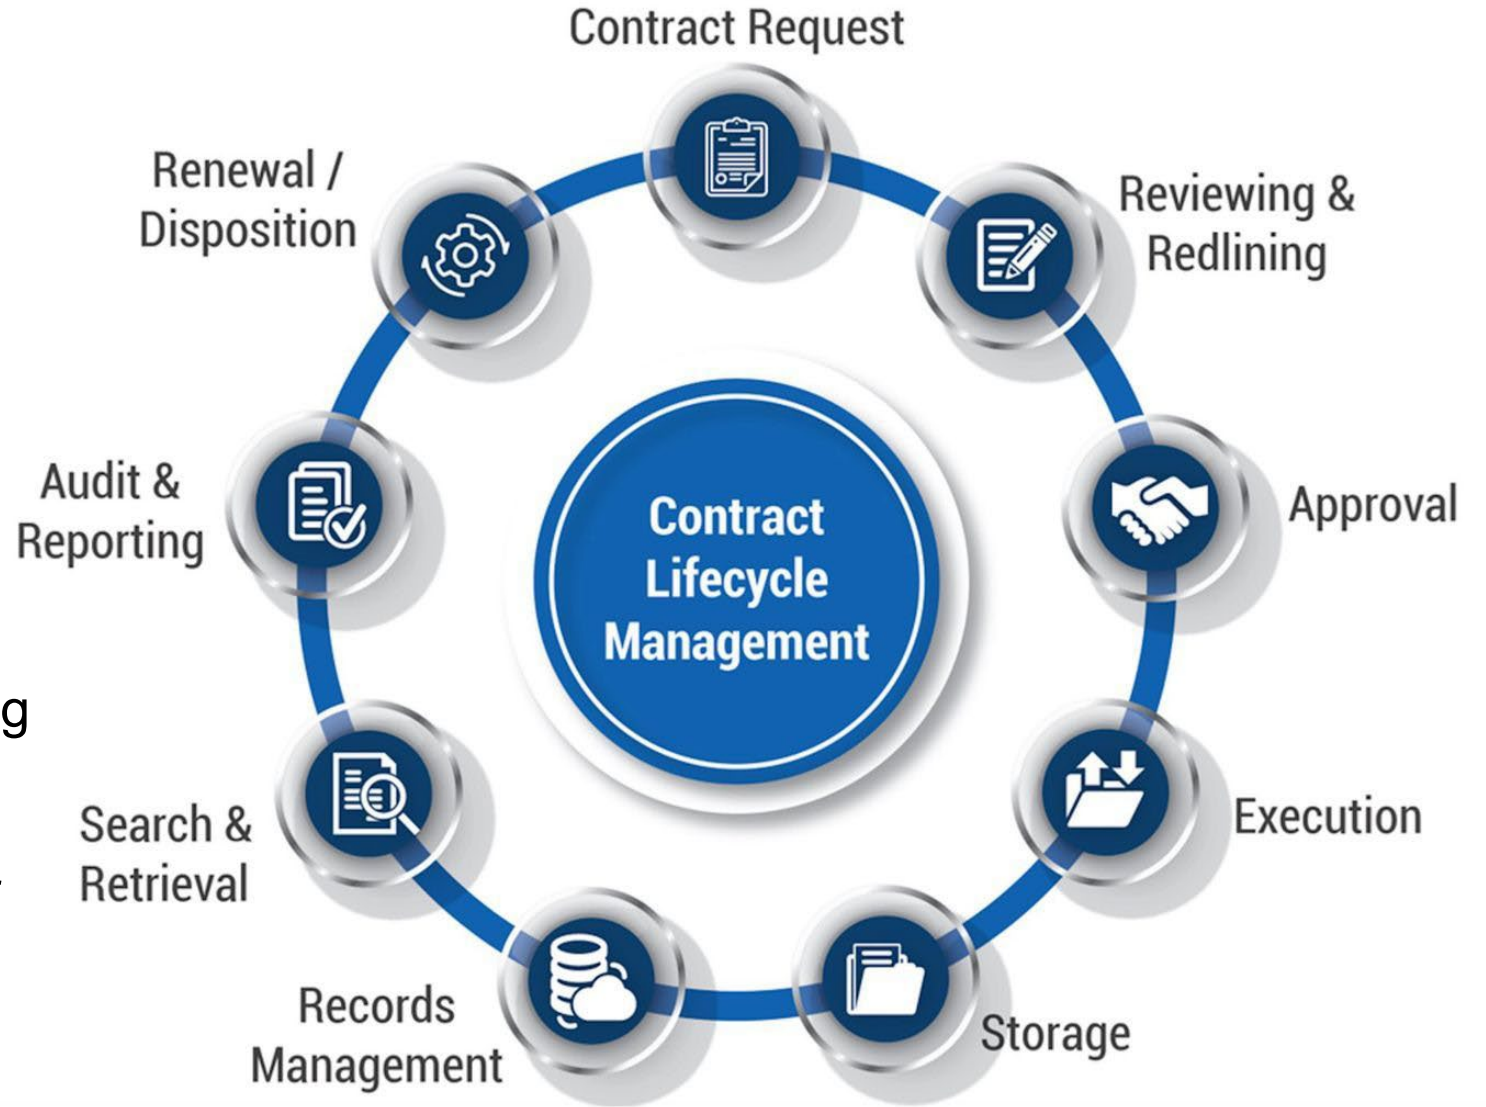 Contract Request
Reviewing &
Redlining
Approval
Execution
Storage
Records
Management
Search &
Retrieval
Audit &
Reporting
Renewal /
Disposition
Contract
Lifecycle
Management
g